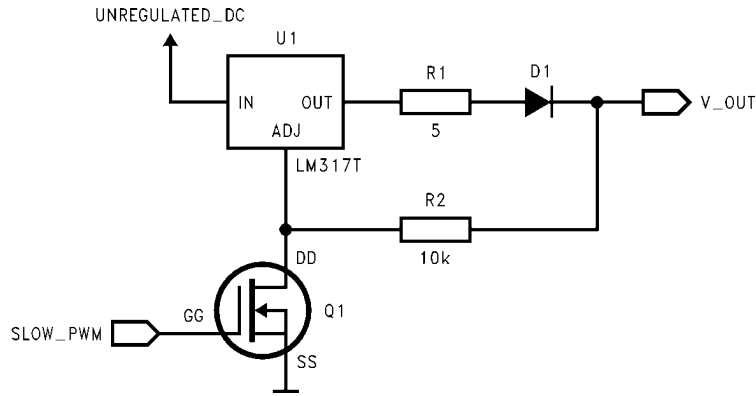 UNREGULATED_DC
U1
R1
D1
IN
OUT
V_OUT
ADJ
5
LM317T
R2
DD
10k
GG
Q1
SLOW_PWM
SS